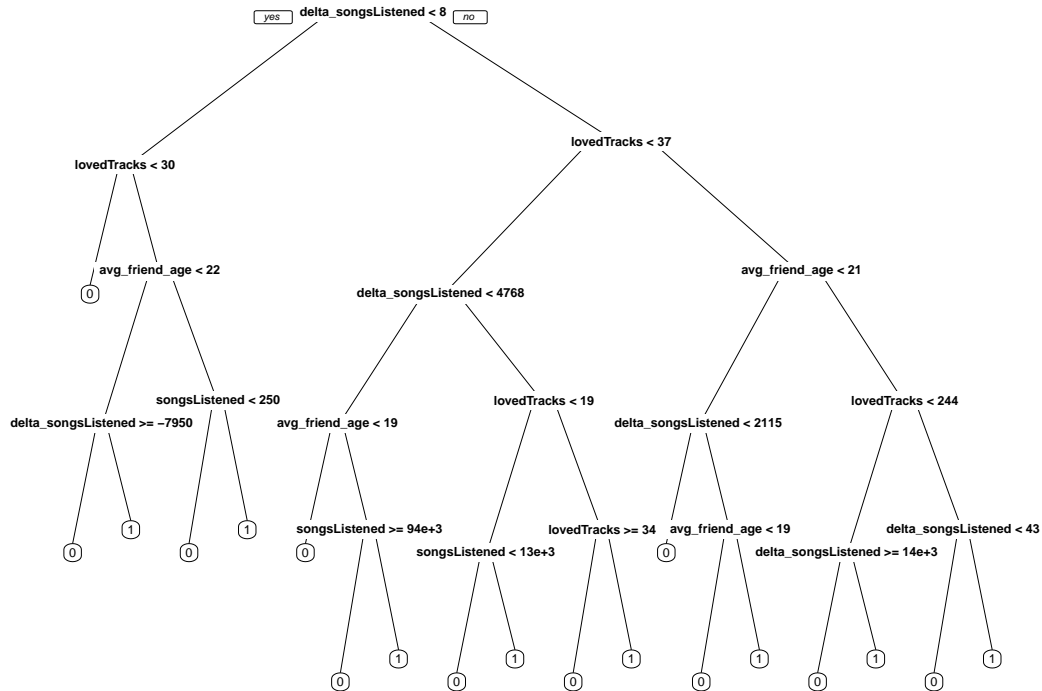 yes delta_songsListened < 8 no
lovedTracks < 37
lovedTracks < 30
avg_friend_age < 22
avg_friend_age < 21
0
delta_songsListened < 4768
songsListened < 250
lovedTracks < 19
lovedTracks < 244
delta_songsListened >= −7950
avg_friend_age < 19
delta_songsListened < 2115
1
1
songsListened >= 94e+3
lovedTracks >= 34
avg_friend_age < 19
delta_songsListened < 43
0
0
0
songsListened < 13e+3
0
delta_songsListened >= 14e+3
1
1
1
1
1
1
0
0
0
0
0
0